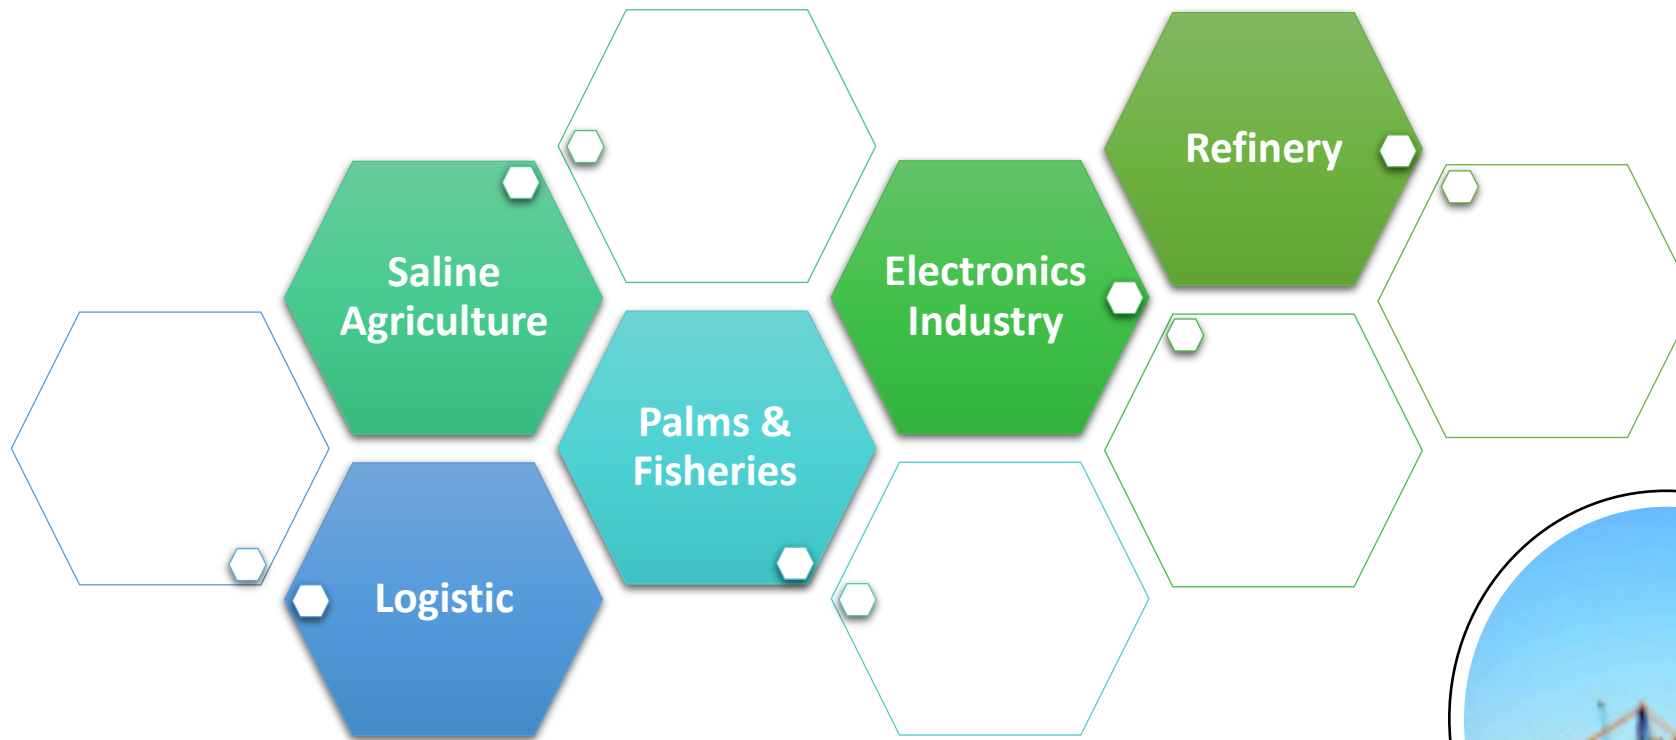 Refinery
Saline
Agriculture
Electronics
Industry
Palms &
Fisheries
Logistic